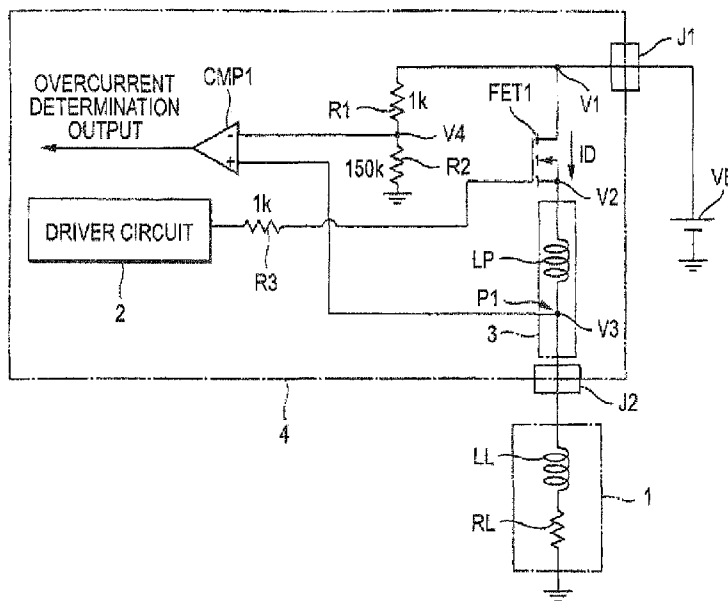 J1
OVERCURRENT
DETERMINATION
OUTPUT
CMP1
FET1
V1
R1
1k
-
V4
+
150k
R2
ID
V2
DRIVER CIRCUIT
1k
R3
2
LP
P1
3
V3
4
J2
LL
1
RL